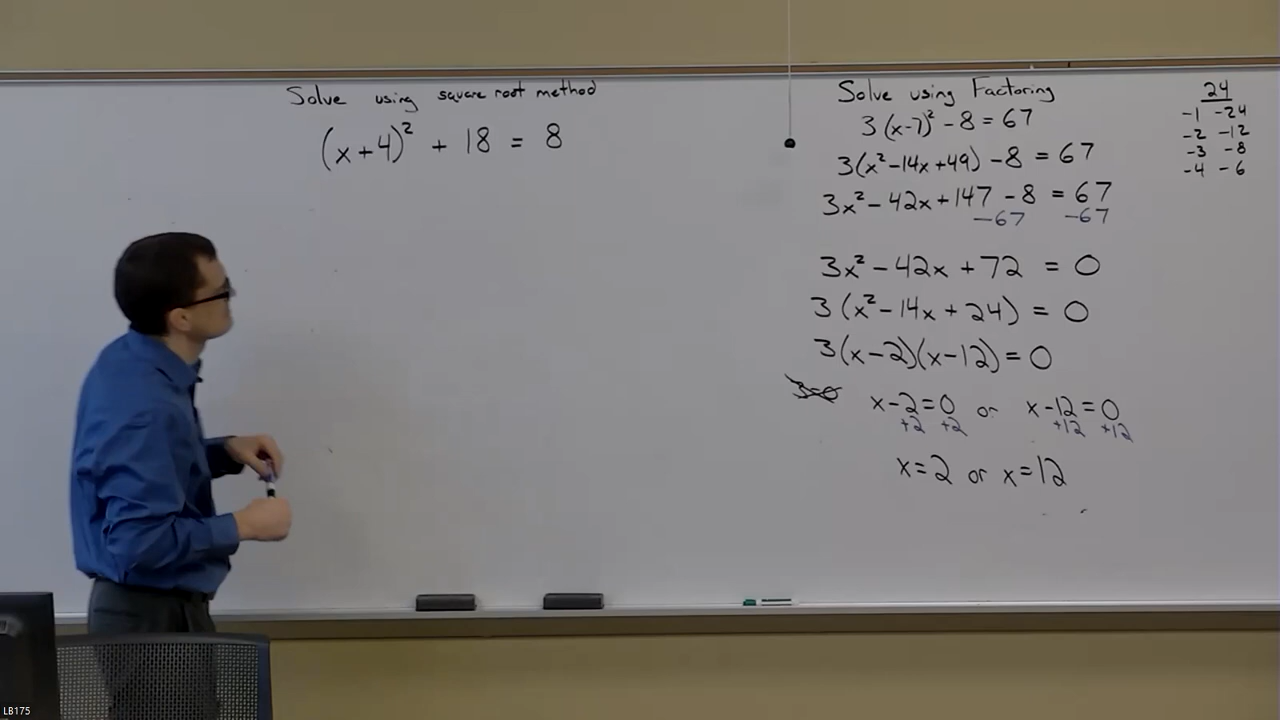 Solve using square root method
(x+4)² + 18 = 8
Solve using Factoring
3(x-7)² - 8 = 67
3(x²-14x+49) - 8 = 67
3x² - 42x + 147 - 8 = 67
-67 -67
3x² - 42x + 72 = 0
3(x² - 14x + 24) = 0
3(x-2)(x-12) = 0
3=0
x-2=0 or x-12=0
+2 +2 +12 +12
x=2 or x=12
24
-1 -24
-2 -12
-3 -8
-4 -6
LB175